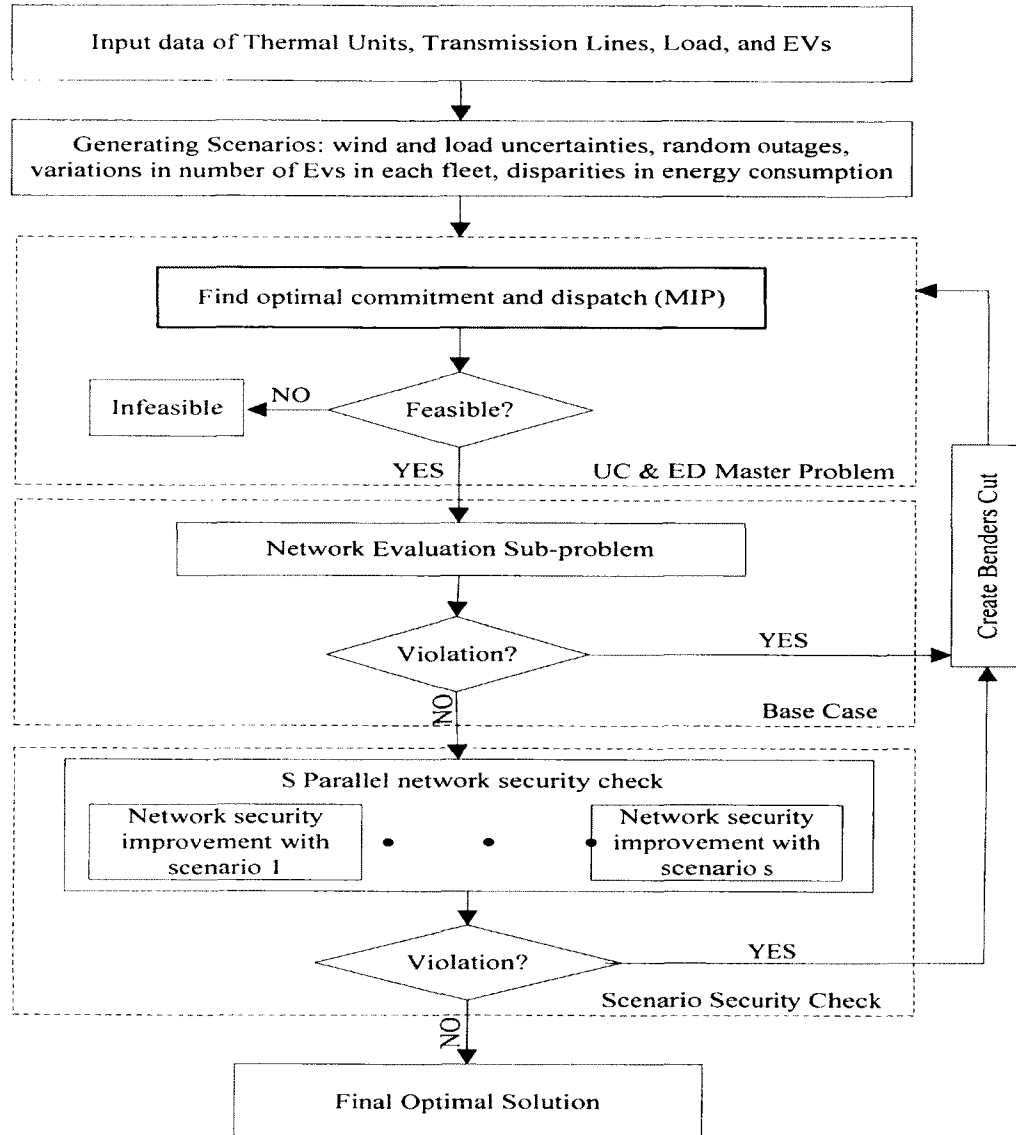 Input data of Thermal Units, Transmission Lines, Load, and EVs
Generating Scenarios: wind and load uncertainties, random outages,
variations in number of Evs in each fleet, disparities in energy consumption
Find optimal commitment and dispatch (MIP)
NO
Infeasible
Feasible?
YES
UC & ED Master Problem
Create Benders Cut
Network Evaluation Sub-problem
Violation?
YES
NO
Base Case
S Parallel network security check
Network security
improvement with
scenario 1
Network security
improvement with
scenario s
Violation?
YES
Scenario Security Check
NO
Final Optimal Solution